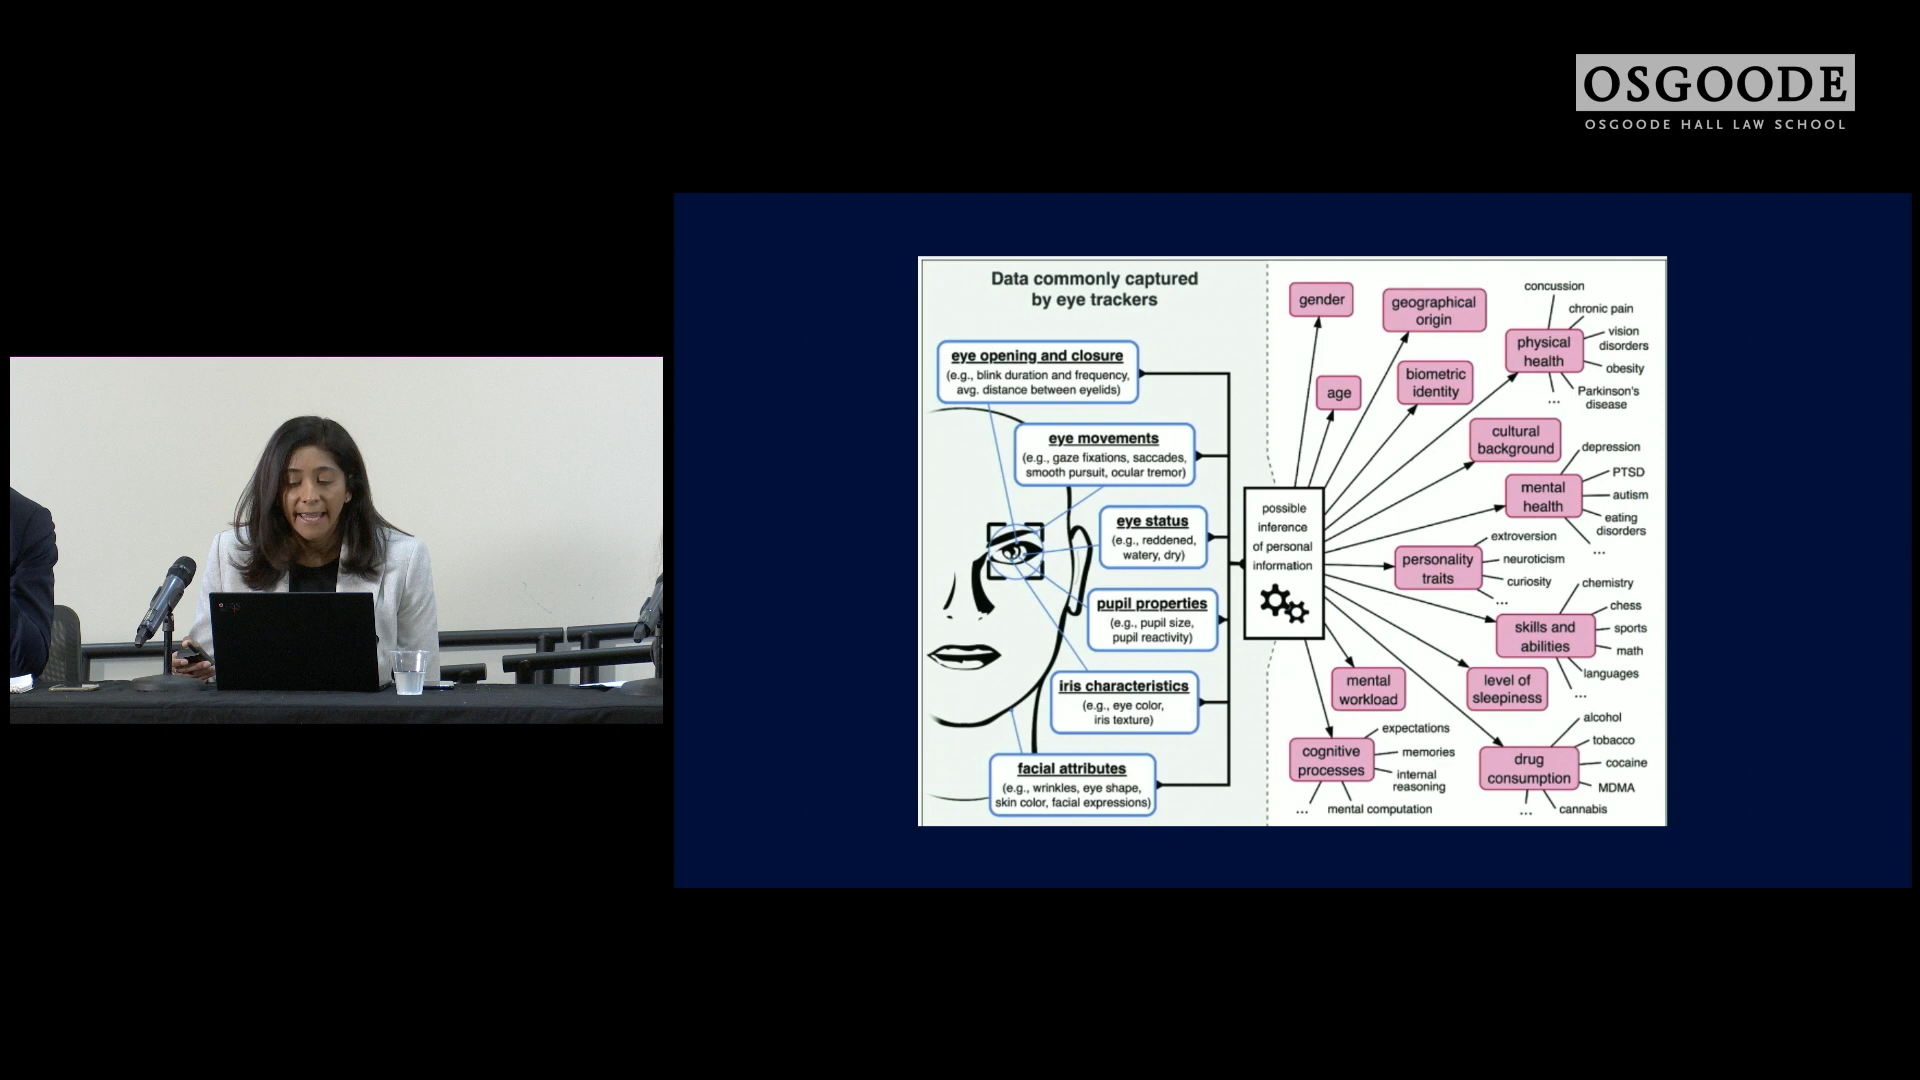 OSGOODE
OSGOODE HALL LAW SCHOOL
Data commonly captured
by eye trackers
eye opening and closure
(e.g., blink duration and frequency,
avg. distance between eyelids)
eye movements
(e.g., gaze fixations, saccades,
smooth pursuit, ocular tremor)
eye status
(e.g., reddened,
watery, dry)
pupil properties
(e.g., pupil size,
pupil reactivity)
iris characteristics
(e.g., eye color,
iris texture)
facial attributes
(e.g., wrinkles, eye shape,
skin color, facial expressions)
possible
inference
of personal
information
gender
geographical
origin
age
biometric
identity
physical
health
concussion
chronic pain
vision
disorders
obesity
Parkinson's
disease
...
cultural
background
mental
health
depression
PTSD
autism
eating
disorders
...
personality
traits
extroversion
neuroticism
curiosity
...
skills and
abilities
chemistry
chess
sports
math
languages
...
mental
workload
level of
sleepiness
cognitive
processes
expectations
memories
internal
reasoning
mental computation
...
drug
consumption
alcohol
tobacco
cocaine
MDMA
cannabis
...